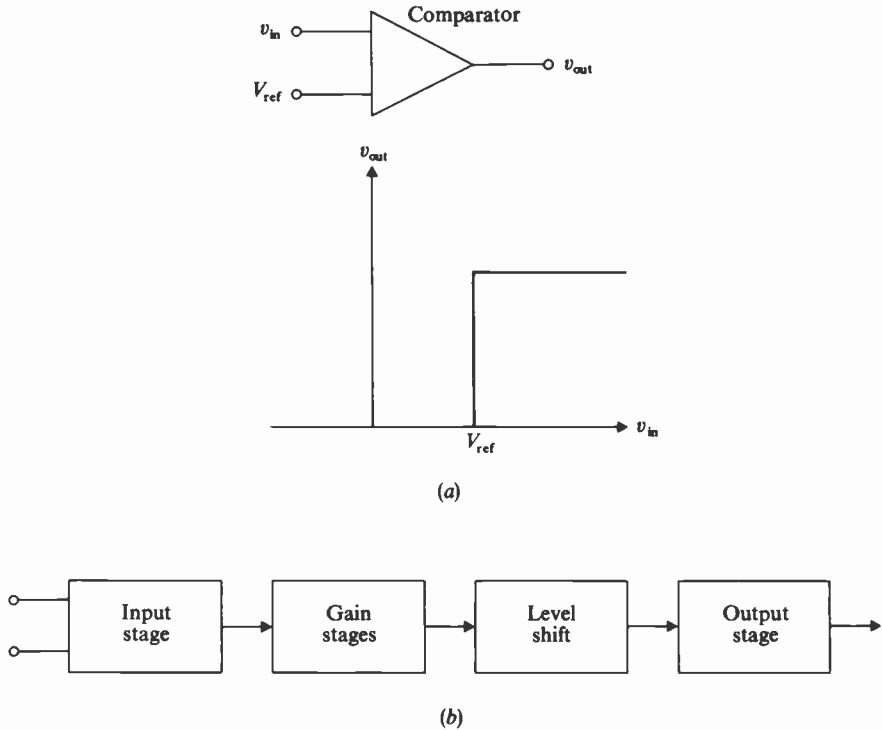 Comparator
v_in
V_ref
v_out
v_out
V_ref
v_in
(a)
Input
stage
Gain
stages
Level
shift
Output
stage
(b)